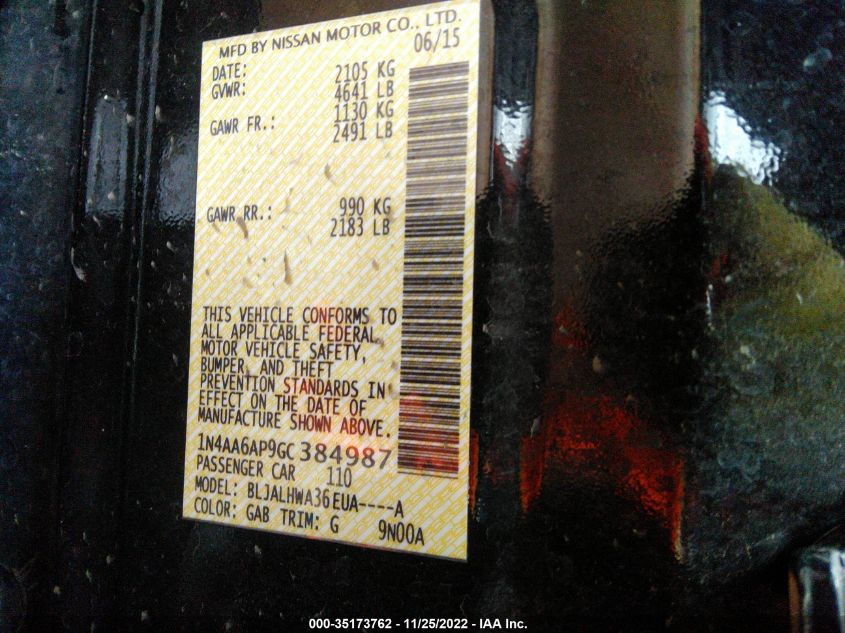 MFD BY NISSAN MOTOR CO., LTD.
DATE: 06/15
GVWR: 2105 KG
4641 LB
GAWR FR.: 1130 KG
2491 LB
GAWR RR.: 990 KG
2183 LB
THIS VEHICLE CONFORMS TO
ALL APPLICABLE FEDERAL
MOTOR VEHICLE SAFETY,
BUMPER, AND THEFT
PREVENTION STANDARDS IN
EFFECT ON THE DATE OF
MANUFACTURE SHOWN ABOVE.
1N4AA6AP9GC384987
PASSENGER CAR 110
MODEL: BLJALHWA36EUA----A
COLOR: GAB TRIM: G 9N00A
000-35173762 - 11/25/2022 - IAA Inc.